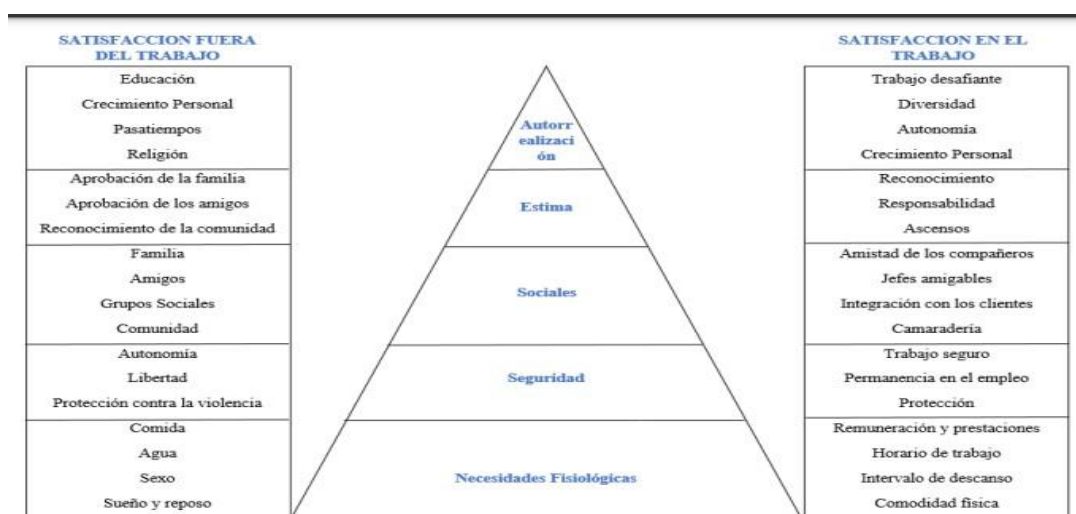 SATISFACCION FUERA
DEL TRABAJO
Educación
Crecimiento Personal
Pasatiempos
Religión
Aprobación de la familia
Aprobación de los amigos
Reconocimiento de la comunidad
Familia
Amigos
Grupos Sociales
Comunidad
Autonomía
Libertad
Protección contra la violencia
Comida
Agua
Sexo
Sueño y reposo
Autorr
ealizaci
ón
Estima
Sociales
Seguridad
Necesidades Fisiológicas
SATISFACCION EN EL
TRABAJO
Trabajo desafiante
Diversidad
Autonomía
Crecimiento Personal
Reconocimiento
Responsabilidad
Ascensos
Amistad de los compañeros
Jefes amigables
Integración con los clientes
Camaradería
Trabajo seguro
Permanencia en el empleo
Protección
Remuneración y prestaciones
Horario de trabajo
Intervalo de descanso
Comodidad física